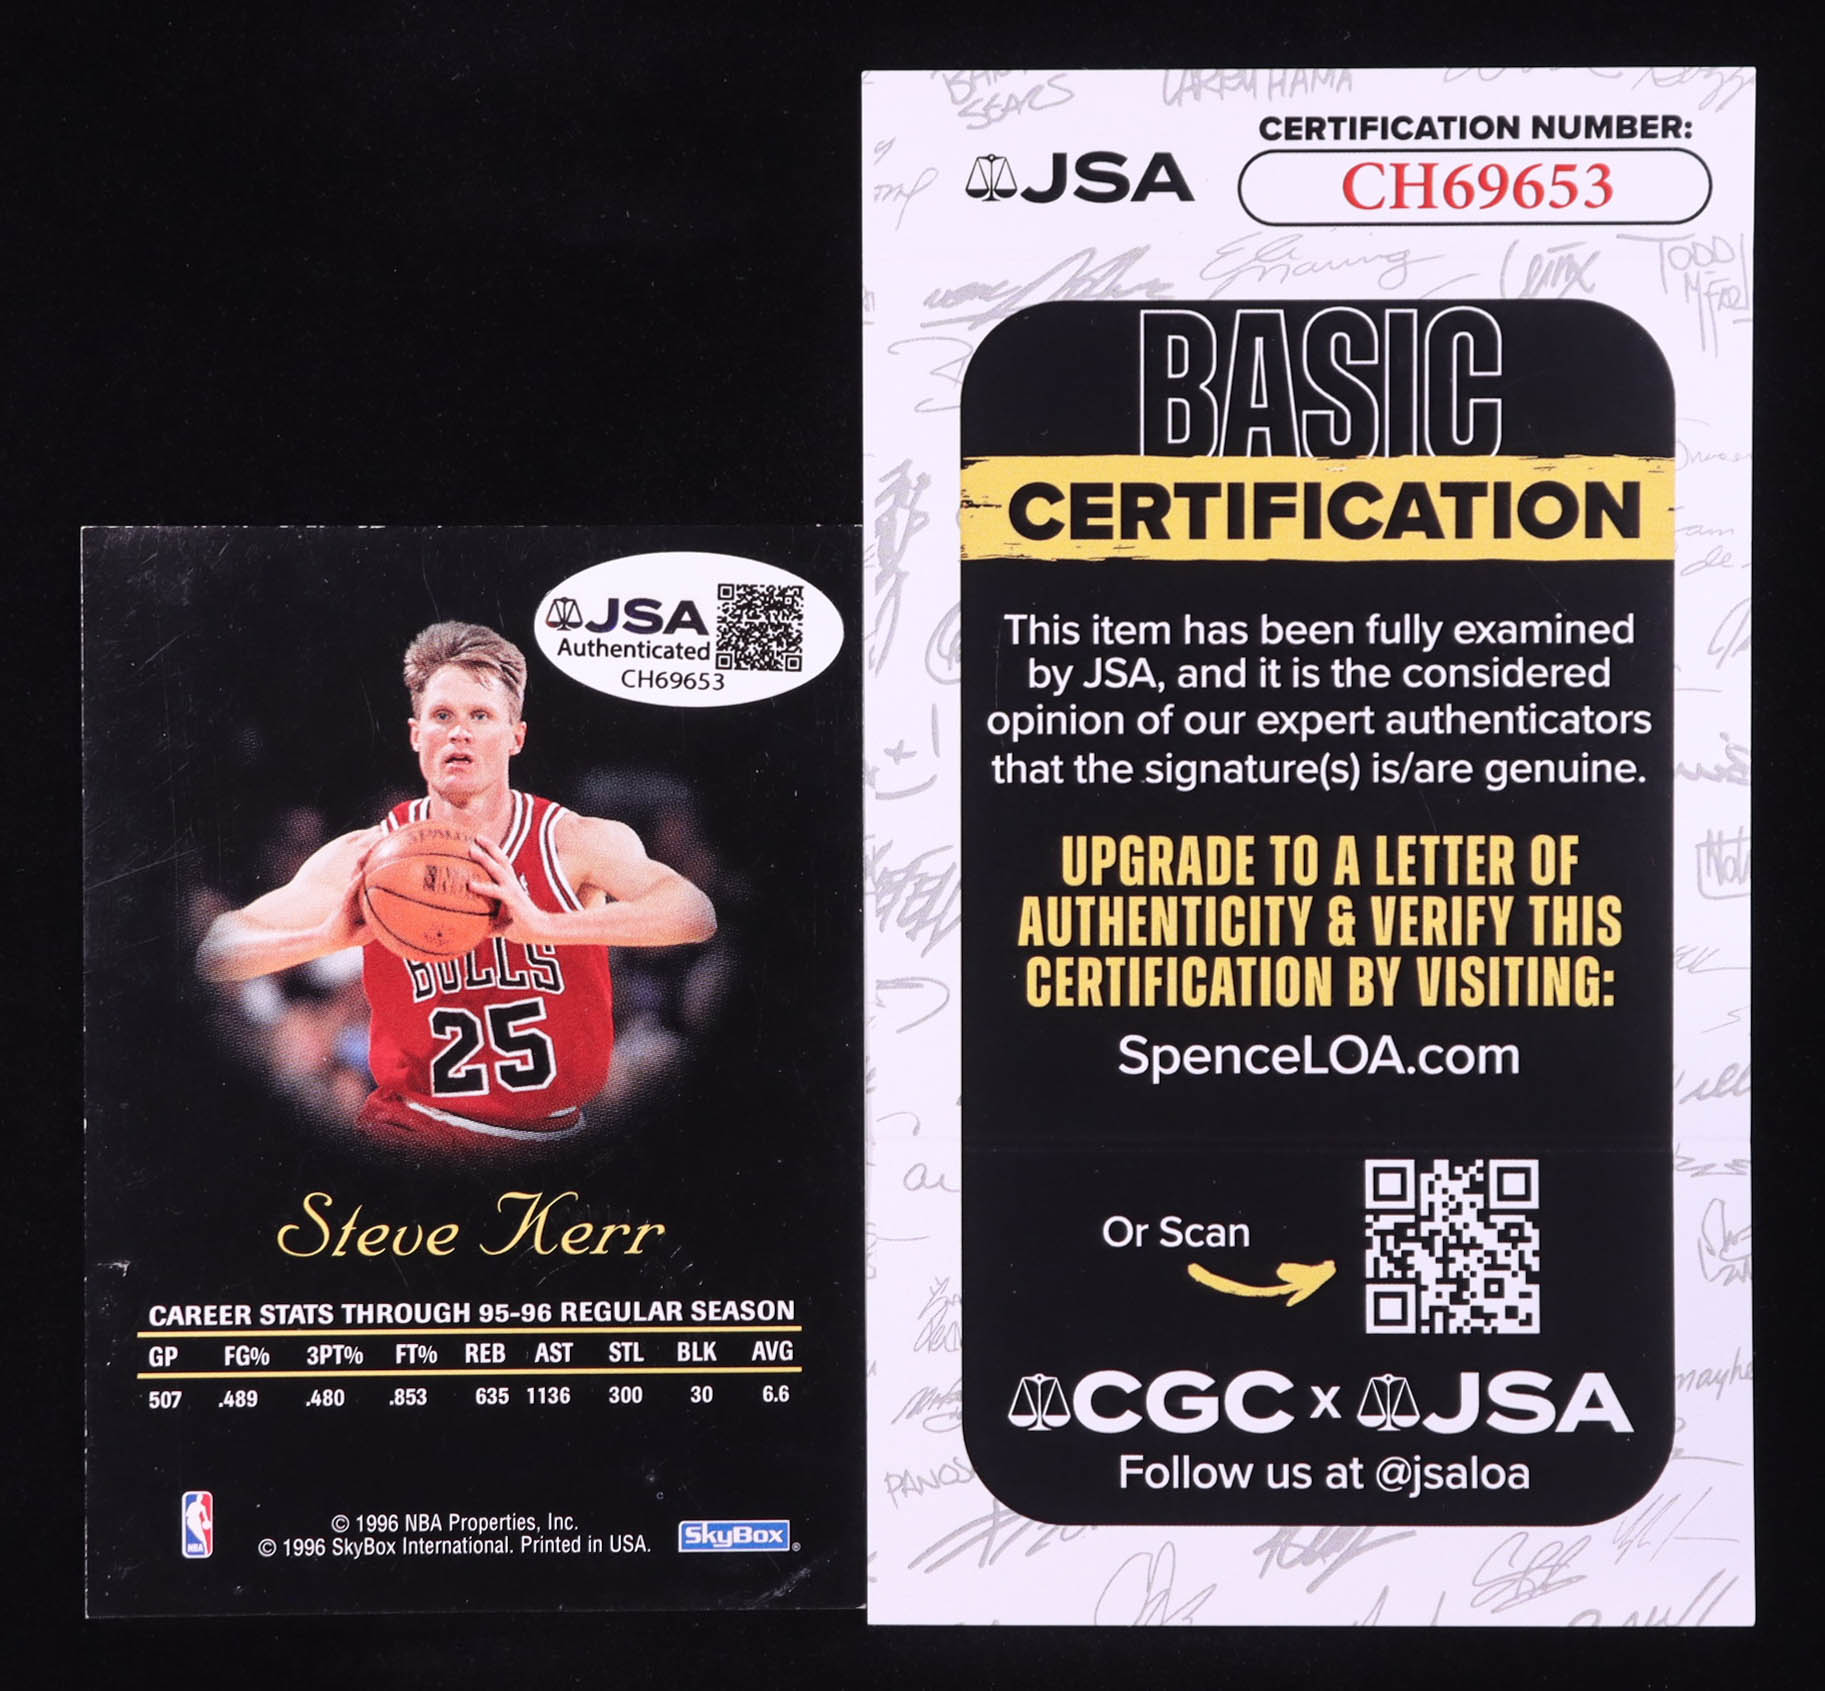 JSA
Authenticated
CH69653
BULLS
25
Steve Kerr
CAREER STATS THROUGH 95-96 REGULAR SEASON
GP FG% 3PT% FT% REB AST STL BLK AVG
507 .489 .480 .853 635 1136 300 30 6.6
NBA
© 1996 NBA Properties, Inc.
© 1996 SkyBox International. Printed in USA.
SkyBox
JSA
CERTIFICATION NUMBER:
CH69653
BASIC
CERTIFICATION
This item has been fully examined
by JSA, and it is the considered
opinion of our expert authenticators
that the signature(s) is/are genuine.
UPGRADE TO A LETTER OF
AUTHENTICITY & VERIFY THIS
CERTIFICATION BY VISITING:
SpenceLOA.com
Or Scan
CGC x JSA
Follow us at @jsaloa